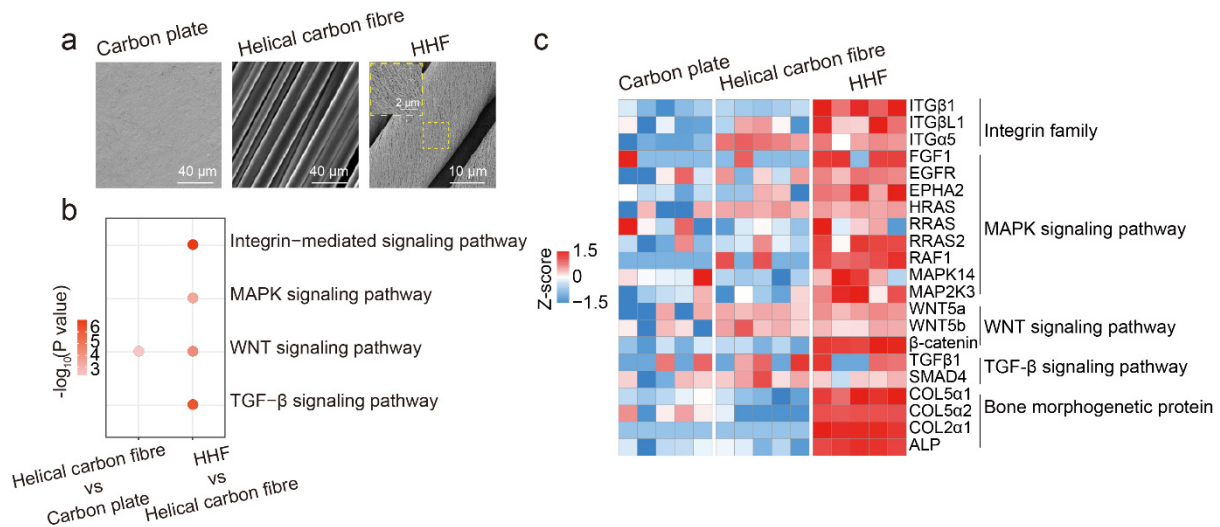 a
Carbon plate
Helical carbon fibre
HHF
40 µm
40 µm
2 µm
10 µm
b
Integrin−mediated signaling pathway
MAPK signaling pathway
WNT signaling pathway
TGF−β signaling pathway
-log10(P value)
6
5
4
3
Helical carbon fibre
vs
Carbon plate
HHF
vs
Helical carbon fibre
c
Carbon plate
Helical carbon fibre
HHF
Z-score
1.5
0
−1.5
ITGβ1
ITGβL1
ITGα5
FGF1
EGFR
EPHA2
HRAS
RRAS
RRAS2
RAF1
MAPK14
MAP2K3
WNT5a
WNT5b
β-catenin
TGFβ1
SMAD4
COL5α1
COL5α2
COL2α1
ALP
Integrin family
MAPK signaling pathway
WNT signaling pathway
TGF-β signaling pathway
Bone morphogenetic protein